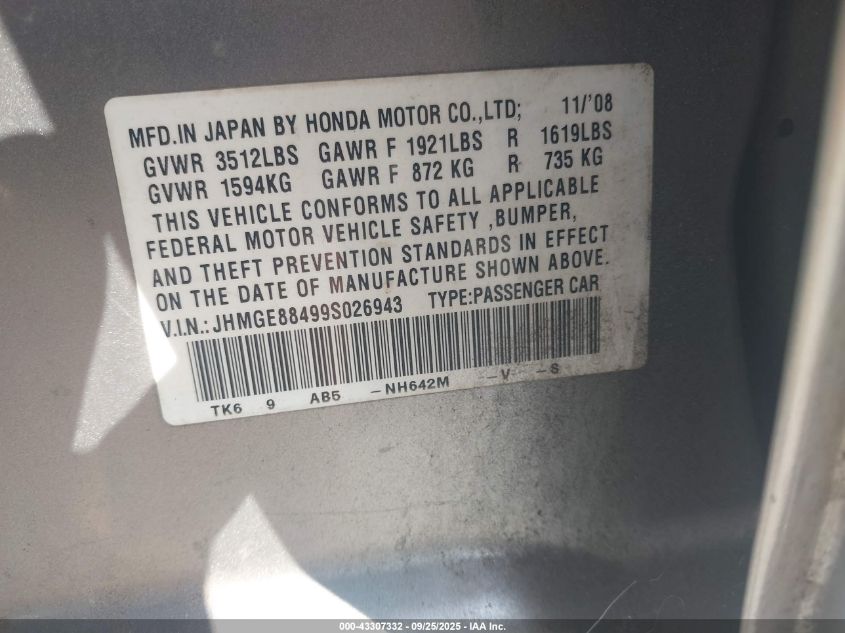 MFD.IN JAPAN BY HONDA MOTOR CO.,LTD; 11/'08
GVWR 3512LBS GAWR F 1921LBS R 1619LBS
GVWR 1594KG GAWR F 872 KG R 735 KG
THIS VEHICLE CONFORMS TO ALL APPLICABLE
FEDERAL MOTOR VEHICLE SAFETY ,BUMPER,
AND THEFT PREVENTION STANDARDS IN EFFECT
ON THE DATE OF MANUFACTURE SHOWN ABOVE.
V.I.N.: JHMGE88499S026943 TYPE:PASSENGER CAR
TK6 9 AB5 -NH642M --V --S
000-43307332 - 09/25/2025 - IAA Inc.